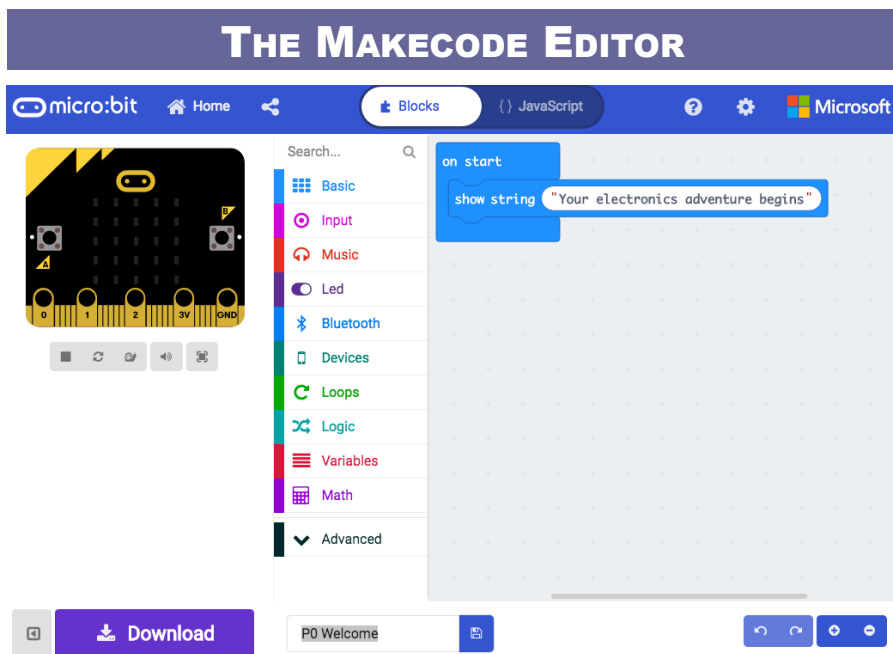 THE MAKECODE EDITOR
micro:bit Home Blocks {} JavaScript ? Microsoft
Search...
Basic
Input
Music
Led
Bluetooth
Devices
Loops
Logic
Variables
Math
Advanced
on start
show string "Your electronics adventure begins"
B
A
0 1 2 3V GND
Download
P0 Welcome